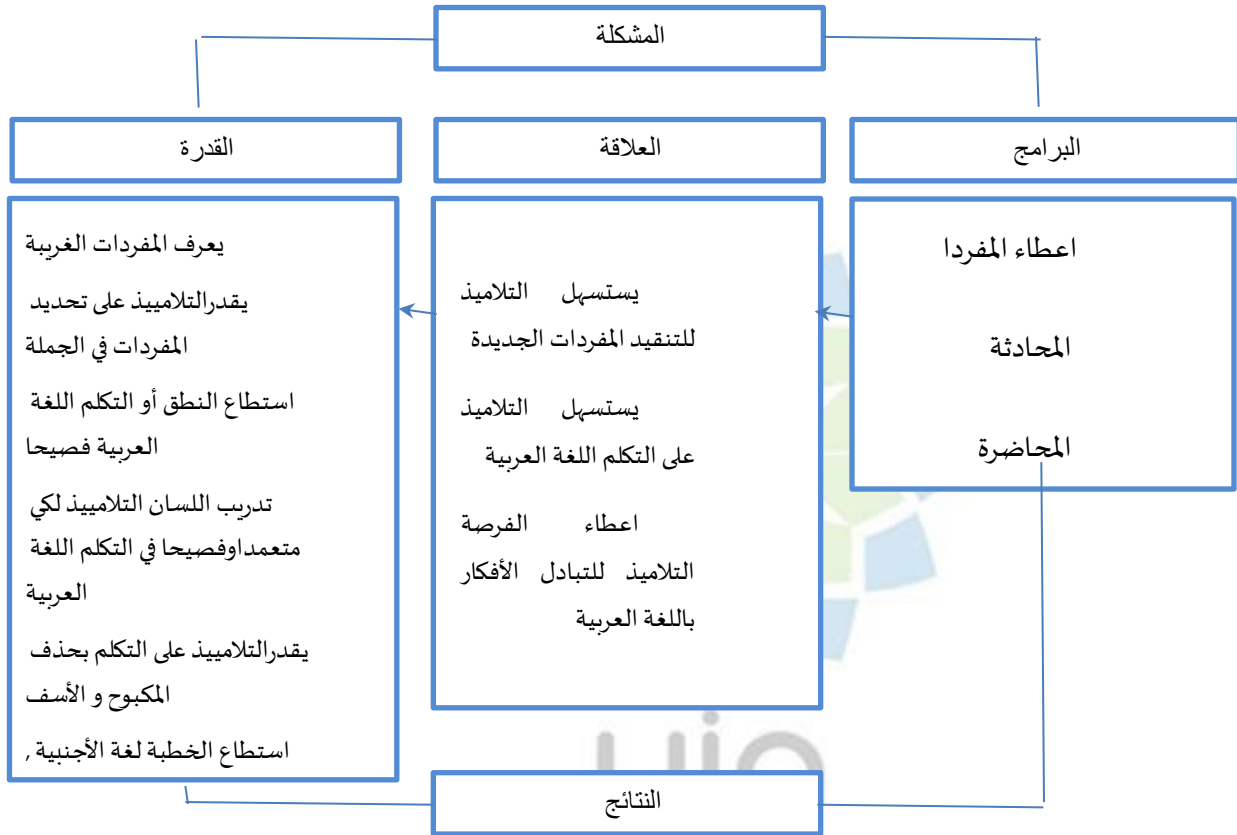 المشكلة
البرامج
العلاقة
القدرة
اعطاء المفردا
المحادثة
المحاضرة
يستسهل التلاميذ
للتنقيد المفردات الجديدة
يستسهل التلاميذ
على التكلم اللغة العربية
اعطاء الفرصة
التلاميذ للتبادل الأفكار
باللغة العربية
يعرف المفردات الغريبة
يقدرالتلامييذ على تحديد
المفردات في الجملة
استطاع النطق أو التكلم اللغة
العربية فصيحا
تدريب اللسان التلامييذ لكي
متعمداوفصيحا في التكلم اللغة
العربية
يقدرالتلامييذ على التكلم بحذف
المكبوح و الأسف
استطاع الخطبة لغة الأجنبية ,
النتائج